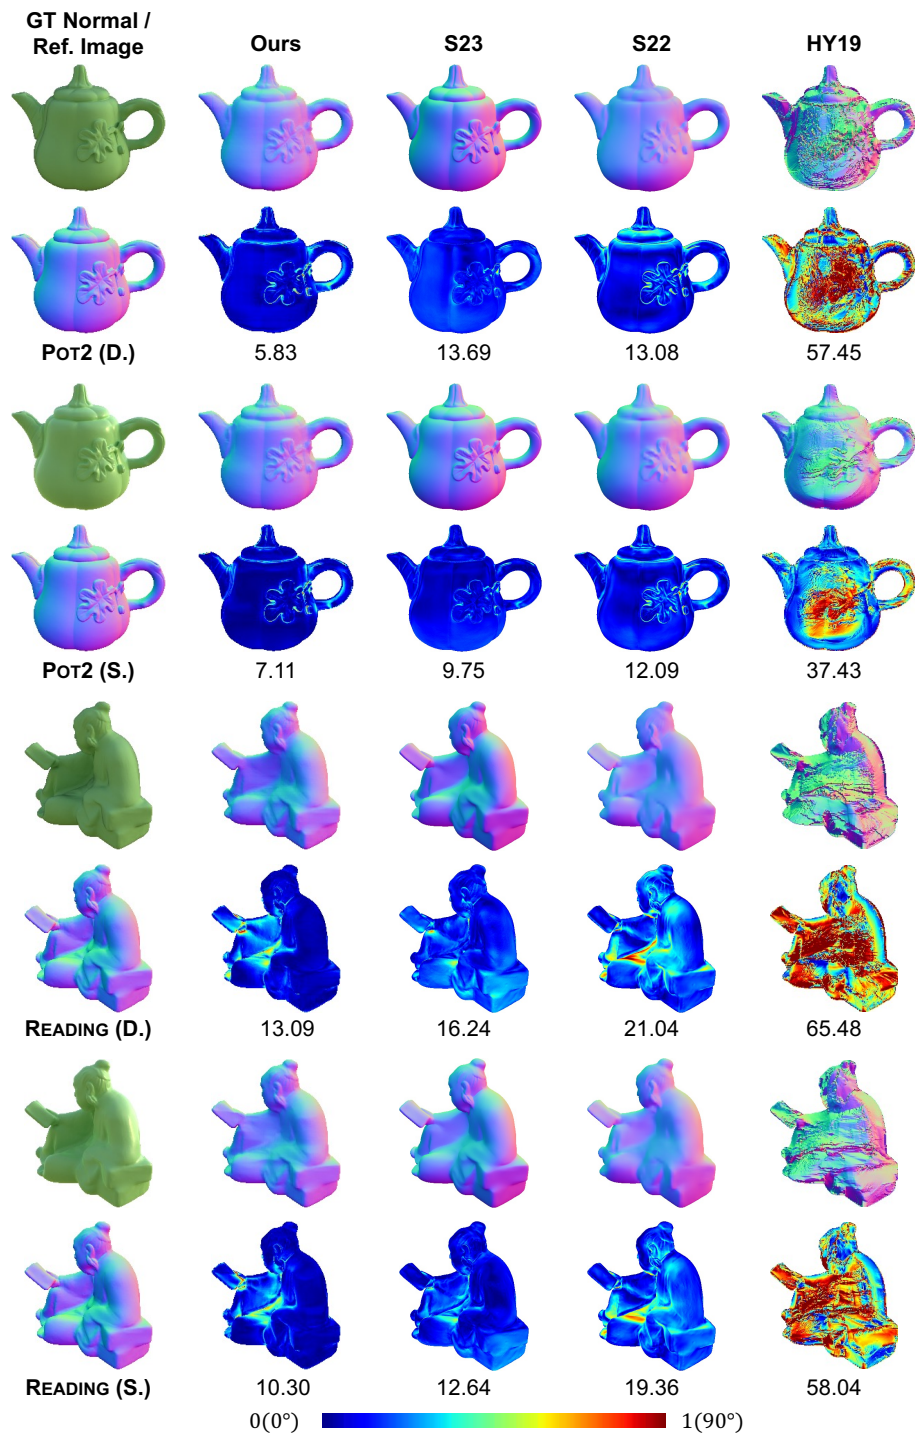 GT Normal /
Ref. Image
Ours
S23
S22
HY19
POT2 (D.)
5.83
13.69
13.08
57.45
POT2 (S.)
7.11
9.75
12.09
37.43
READING (D.)
13.09
16.24
21.04
65.48
READING (S.)
10.30
12.64
19.36
58.04
0(0°)
1(90°)